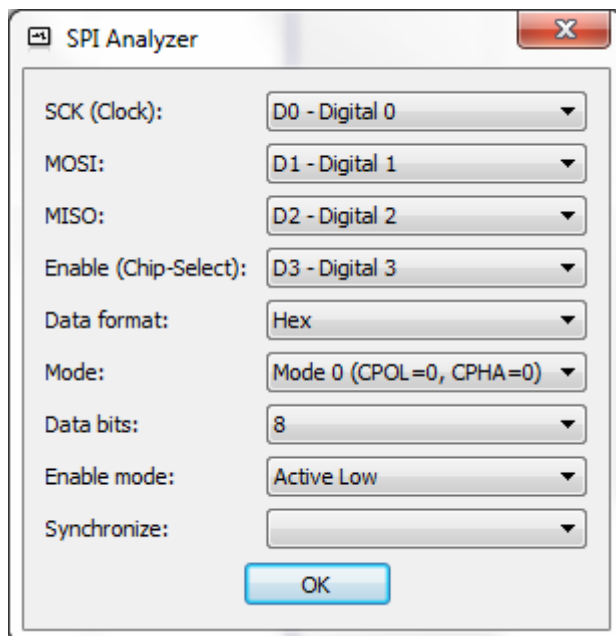 SPI Analyzer
SCK (Clock): D0 - Digital 0
MOSI: D1 - Digital 1
MISO: D2 - Digital 2
Enable (Chip-Select): D3 - Digital 3
Data format: Hex
Mode: Mode 0 (CPOL=0, CPHA=0)
Data bits: 8
Enable mode: Active Low
Synchronize:
OK